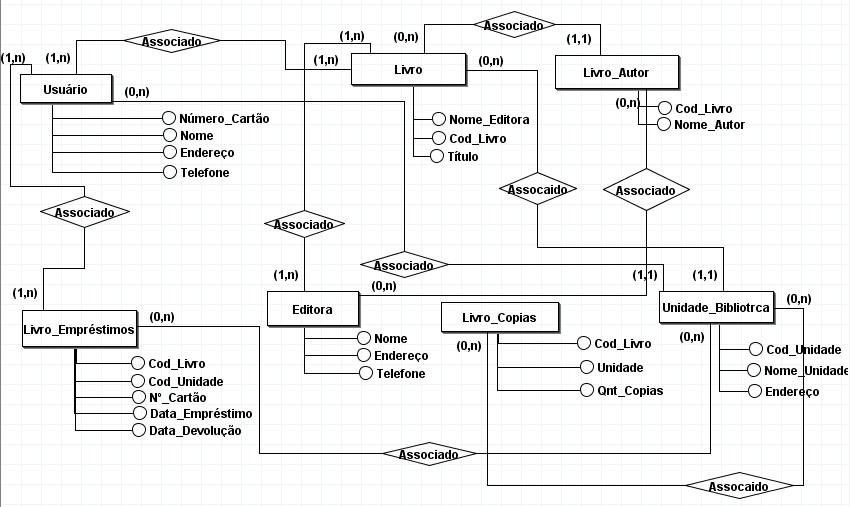 Associado
Associado
(1,n)
(1,n)
(1,n)
(1,n)
(0,n)
(0,n)
(1,1)
Usuário
Livro
Livro_Autor
(0,n)
(0,n)
Número_Cartão
Nome
Endereço
Telefone
Nome_Editora
Cod_Livro
Título
Cod_Livro
Nome_Autor
Associado
Associado
Assocaido
Associado
Associado
(1,n)
(1,n)
(0,n)
(1,1)
(1,1)
(0,n)
Livro_Empréstimos
(0,n)
Editora
Livro_Copias
(0,n)
Unidade_Bibliotrca
(0,n)
Cod_Livro
Cod_Unidade
N°_Cartão
Data_Empréstimo
Data_Devolução
Nome
Endereço
Telefone
Cod_Livro
Unidade
Qnt_Copias
Cod_Unidade
Nome_Unidade
Endereço
Associado
Assocaido